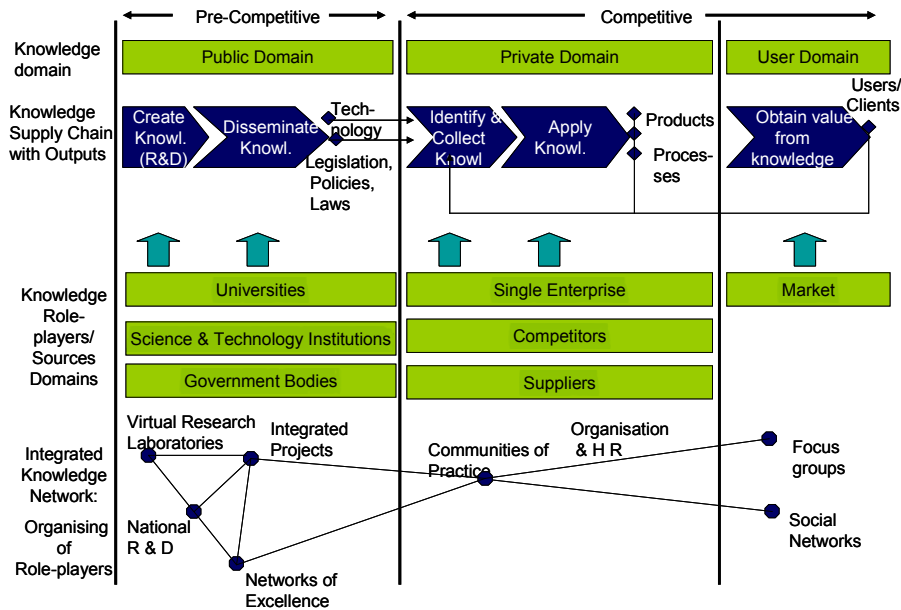 Pre-Competitive
Competitive
Knowledge
domain
Public Domain
Private Domain
User Domain
Knowledge
Supply Chain
with Outputs
Create
Knowl.
(R&D)
Disseminate
Knowl.
Tech-
nology
Legislation,
Policies,
Laws
Identify &
Collect
Knowl
Apply
Knowl.
Products
Proces-
ses
Obtain value
from
knowledge
Users/
Clients
Knowledge
Role-
players/
Sources
Domains
Universities
Single Enterprise
Market
Science & Technology Institutions
Competitors
Government Bodies
Suppliers
Integrated
Knowledge
Network:
Organising
of
Role-players
Virtual Research
Laboratories
Integrated
Projects
National
R & D
Networks of
Excellence
Communities of
Practice
Organisation
& H R
Focus
groups
Social
Networks